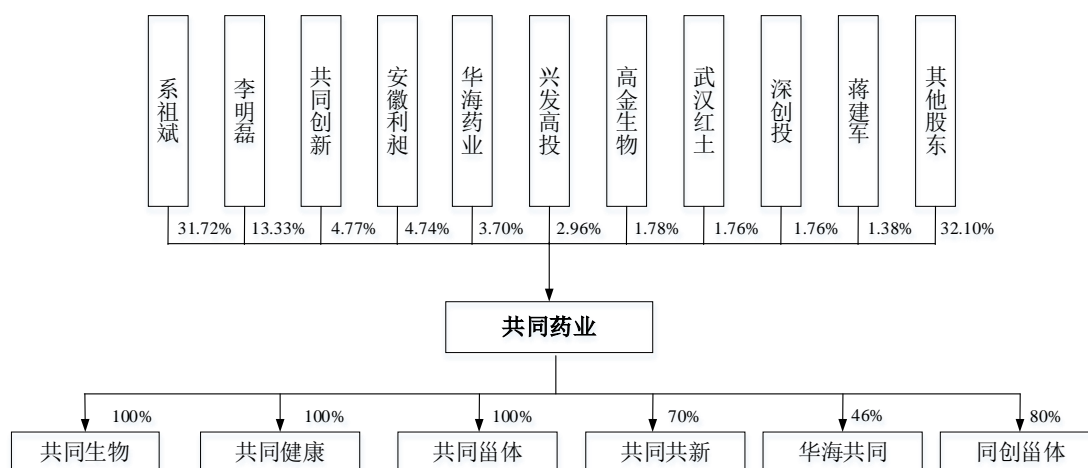 系祖斌
李明磊
共同创新
安徽利昶
华海药业
兴发高投
高金生物
武汉红土
深创投
蒋建军
其他股东
31.72%
13.33%
4.77%
4.74%
3.70%
2.96%
1.78%
1.76%
1.76%
1.38%
32.10%
共同药业
100%
100%
100%
70%
46%
80%
共同生物
共同健康
共同甾体
共同共新
华海共同
同创甾体